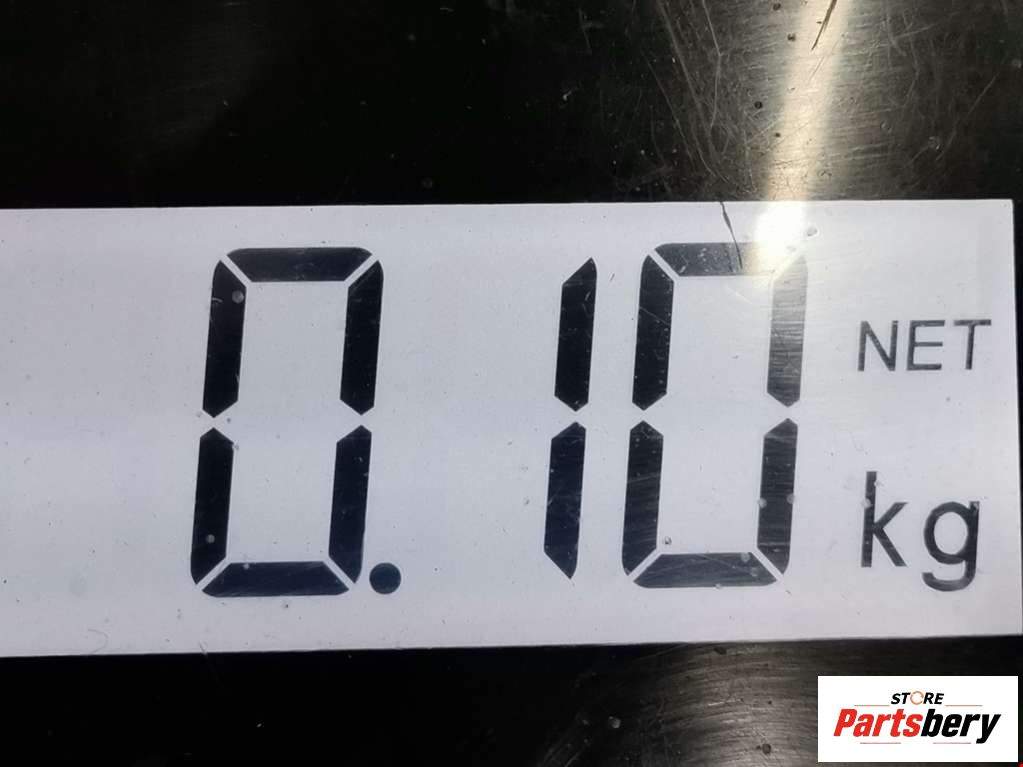 0.10
NET
kg
STORE
Partsbery